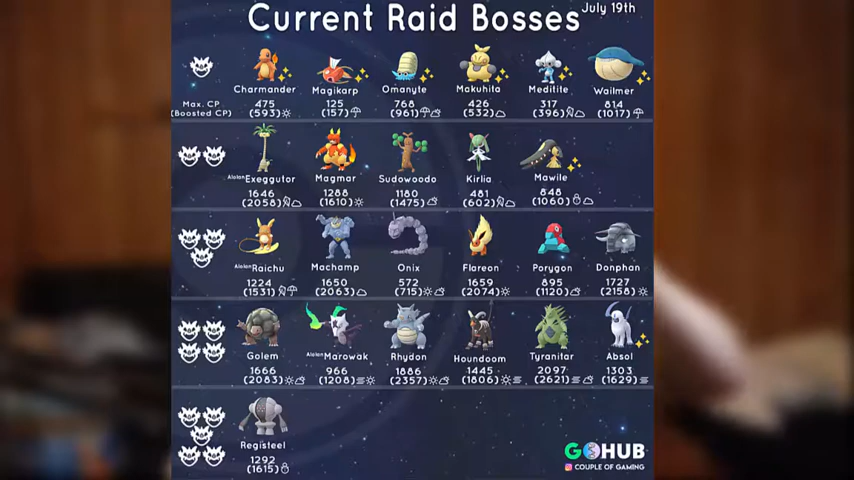 Current Raid Bosses
July 19th
Max. CP
(Boosted CP)
Charmander
475
(593)
Magikarp
125
(157)
Omanyte
768
(961)
Makuhita
426
(532)
Meditite
317
(396)
Wailmer
814
(1017)
Alolan Exeggutor
1646
(2058)
Magmar
1288
(1610)
Sudowoodo
1180
(1475)
Kirlia
481
(602)
Mawile
848
(1060)
Alolan Raichu
1224
(1531)
Machamp
1650
(2063)
Onix
572
(715)
Flareon
1659
(2074)
Porygon
895
(1120)
Donphan
1727
(2158)
Golem
1666
(2083)
Alolan Marowak
966
(1208)
Rhydon
1886
(2357)
Houndoom
1445
(1806)
Tyranitar
2097
(2621)
Absol
1303
(1629)
Registeel
1292
(1615)
GOHUB
COUPLE OF GAMING